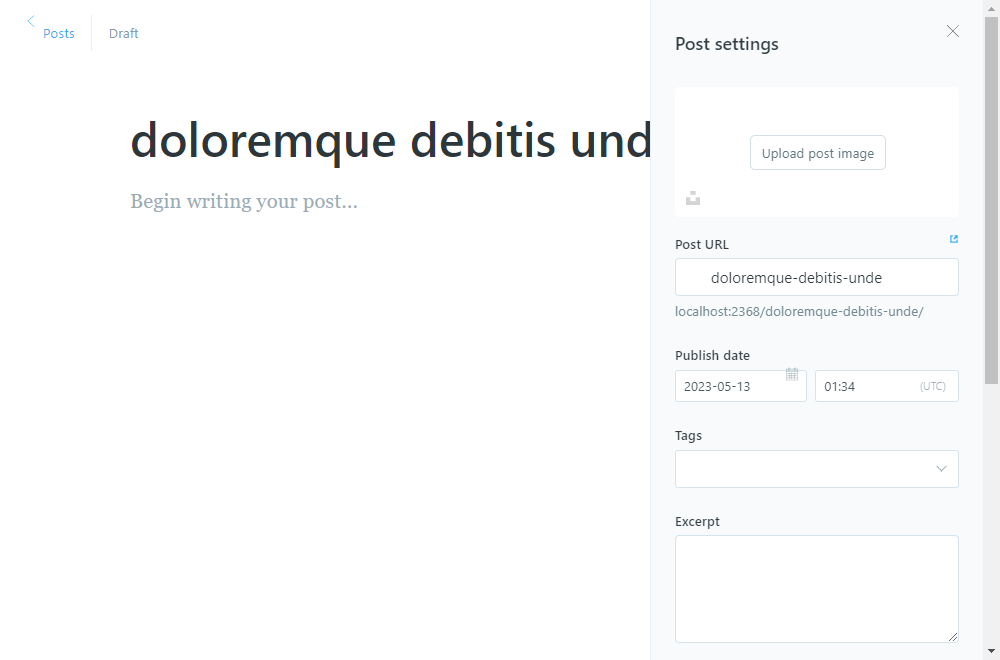 Posts
Draft
doloremque debitis und
Begin writing your post...
Post settings
Upload post image
Post URL
doloremque-debitis-unde
localhost:2368/doloremque-debitis-unde/
Publish date
2023-05-13
01:34 (UTC)
Tags
Excerpt